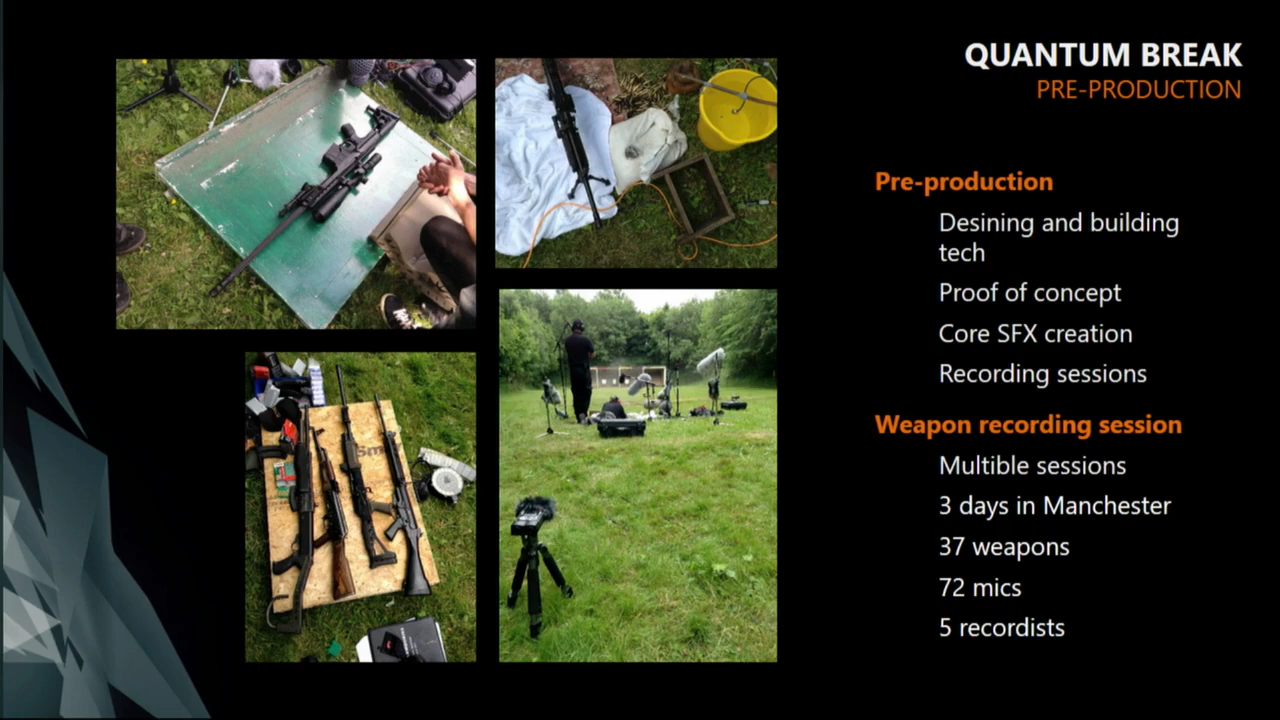 QUANTUM BREAK
PRE-PRODUCTION
Pre-production
Desining and building
tech
Proof of concept
Core SFX creation
Recording sessions
Weapon recording session
Multible sessions
3 days in Manchester
37 weapons
72 mics
5 recordists